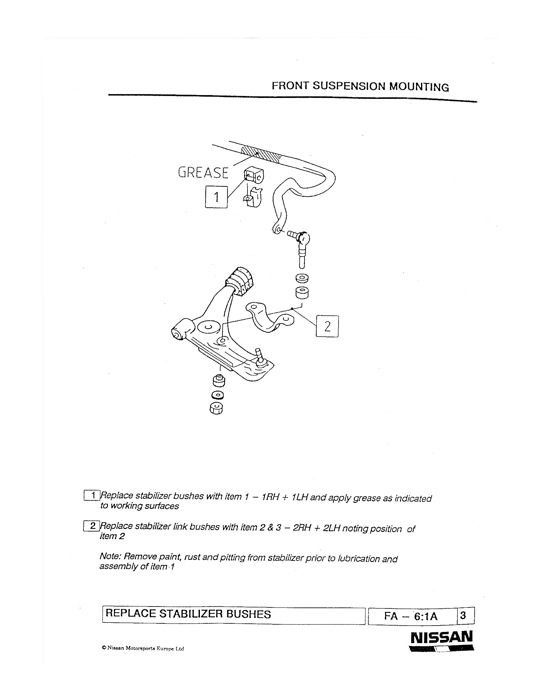 FRONT SUSPENSION MOUNTING
GREASE
1
2
1 Replace stabilizer bushes with item 1 – 1RH + 1LH and apply grease as indicated
to working surfaces
2 Replace stabilizer link bushes with item 2 & 3 – 2RH + 2LH noting position of
item 2
Note: Remove paint, rust and pitting from stabilizer prior to lubrication and
assembly of item 1
REPLACE STABILIZER BUSHES
FA – 6:1A
3
NISSAN
© Nissan Motorsports Europe Ltd